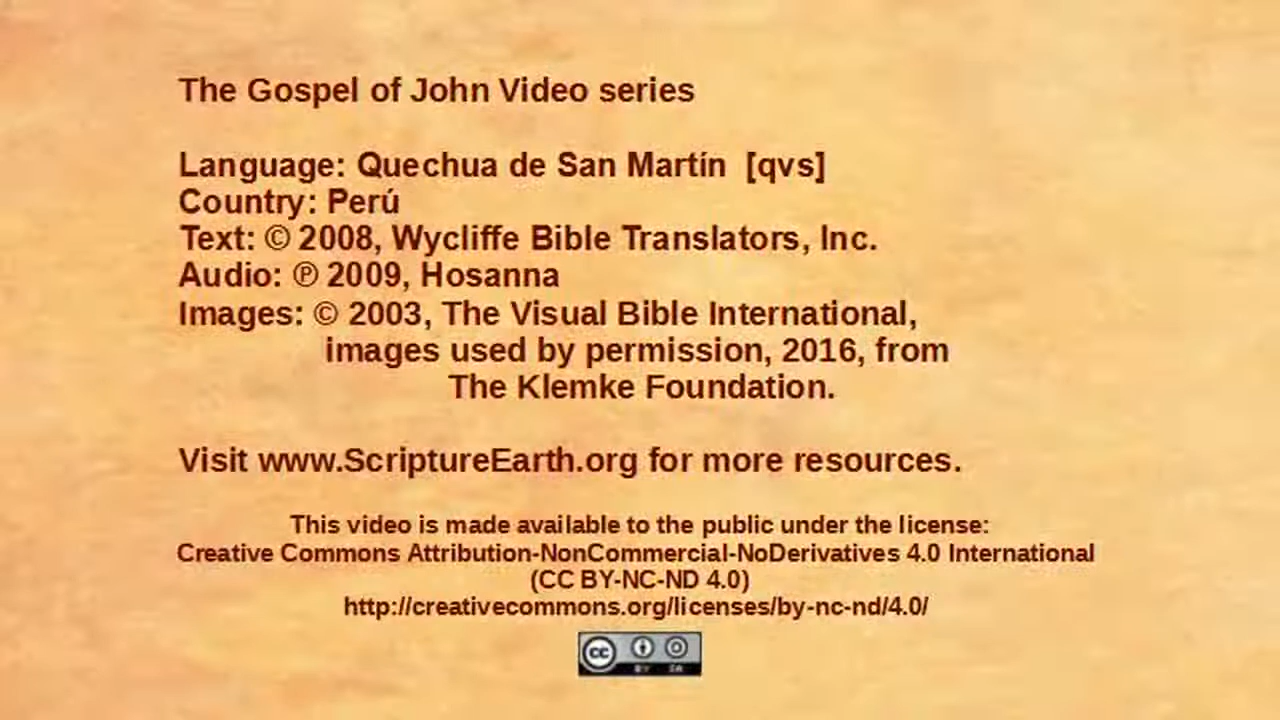 The Gospel of John Video series
Language: Quechua de San Martín [qvs]
Country: Perú
Text: © 2008, Wycliffe Bible Translators, Inc.
Audio: ℗ 2009, Hosanna
Images: © 2003, The Visual Bible International,
images used by permission, 2016, from
The Klemke Foundation.
Visit www.ScriptureEarth.org for more resources.
This video is made available to the public under the license:
Creative Commons Attribution-NonCommercial-NoDerivatives 4.0 International
(CC BY-NC-ND 4.0)
http://creativecommons.org/licenses/by-nc-nd/4.0/
cc BY SA